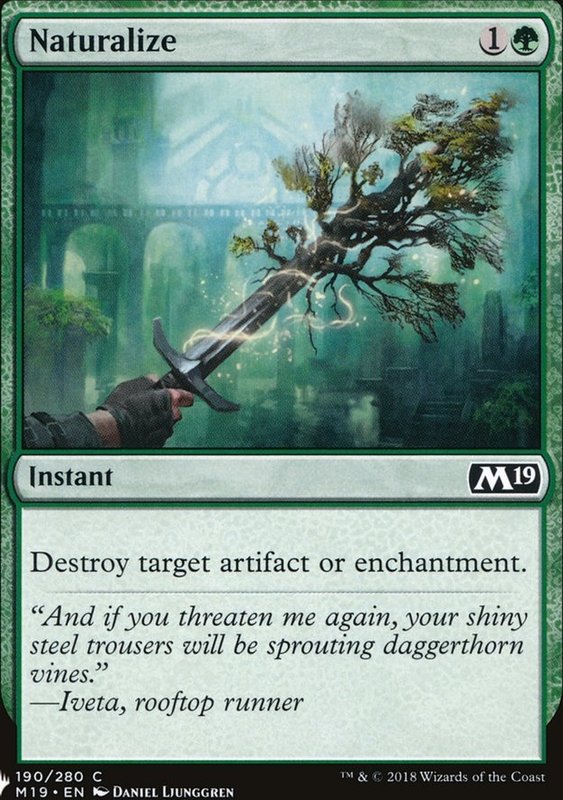 Naturalize 1
Instant M19
Destroy target artifact or enchantment.
“And if you threaten me again, your shiny
steel trousers will be sprouting daggerthorn
vines.”
—Iveta, rooftop runner
190/280 C
M19 • EN DANIEL LJUNGGREN
™ & © 2018 Wizards of the Coast